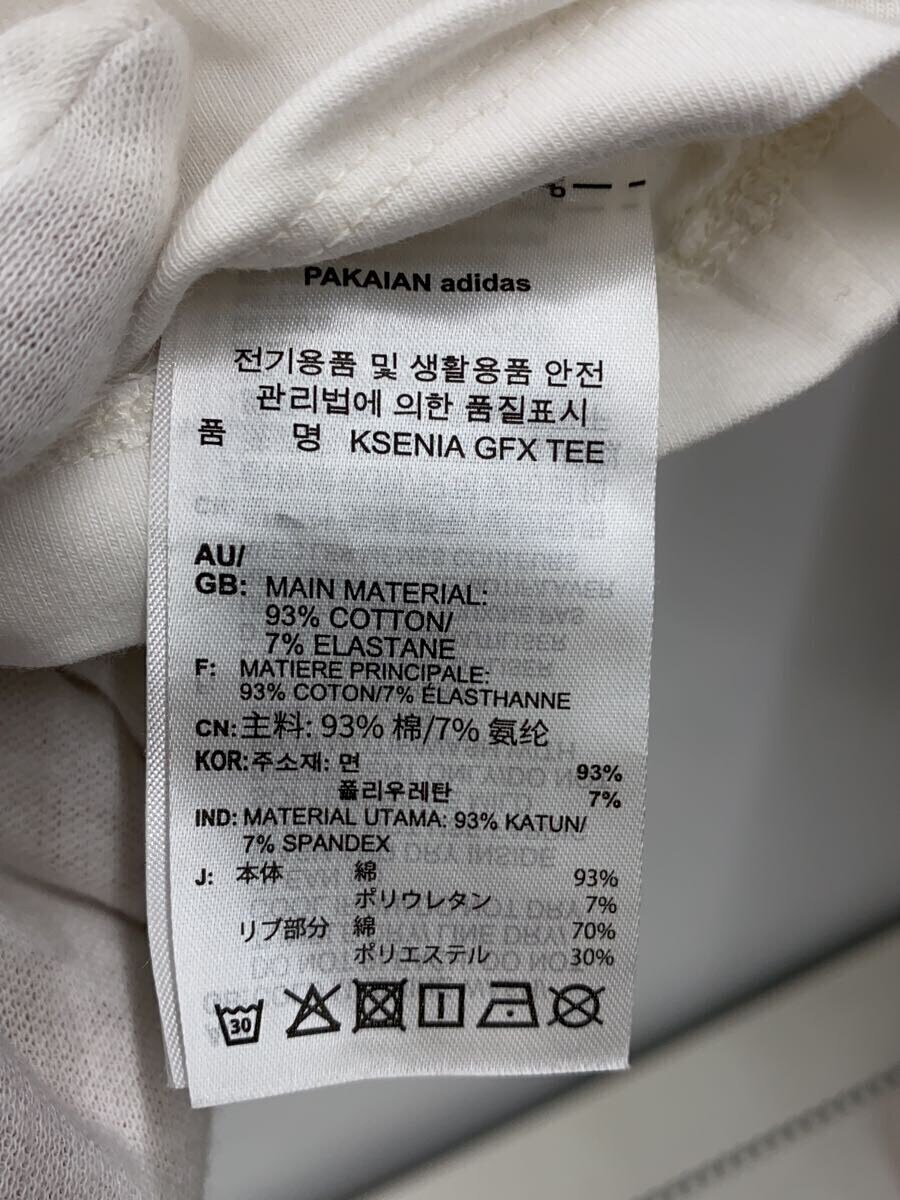 PAKAIAN adidas
전기용품 및 생활용품 안전
관리법에 의한 품질표시
품 명 KSENIA GFX TEE
AU/
GB: MAIN MATERIAL:
93% COTTON/
7% ELASTANE
F: MATIERE PRINCIPALE:
93% COTON/7% ÉLASTHANNE
CN: 主料: 93% 棉/7% 氨纶
KOR: 주소재: 면 93%
폴리우레탄 7%
IND: MATERIAL UTAMA: 93% KATUN/
7% SPANDEX
J: 本体 綿 93%
ポリウレタン 7%
リブ部分 綿 70%
ポリエステル 30%
30